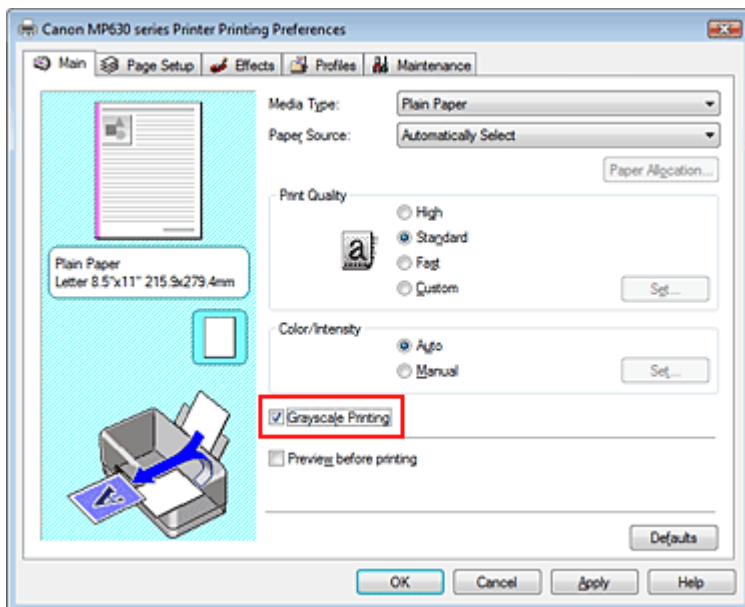 Canon MP630 series Printer Printing Preferences
Main Page Setup Effects Profiles Maintenance
Media Type: Plain Paper
Paper Source: Automatically Select
Paper Allocation...
Print Quality
High
Standard
Fast
Custom
Set...
a
Plain Paper
Letter 8.5"x11" 215.9x279.4mm
Color/Intensity
Auto
Manual
Set...
Grayscale Printing
Preview before printing
A
Defaults
OK Cancel Apply Help